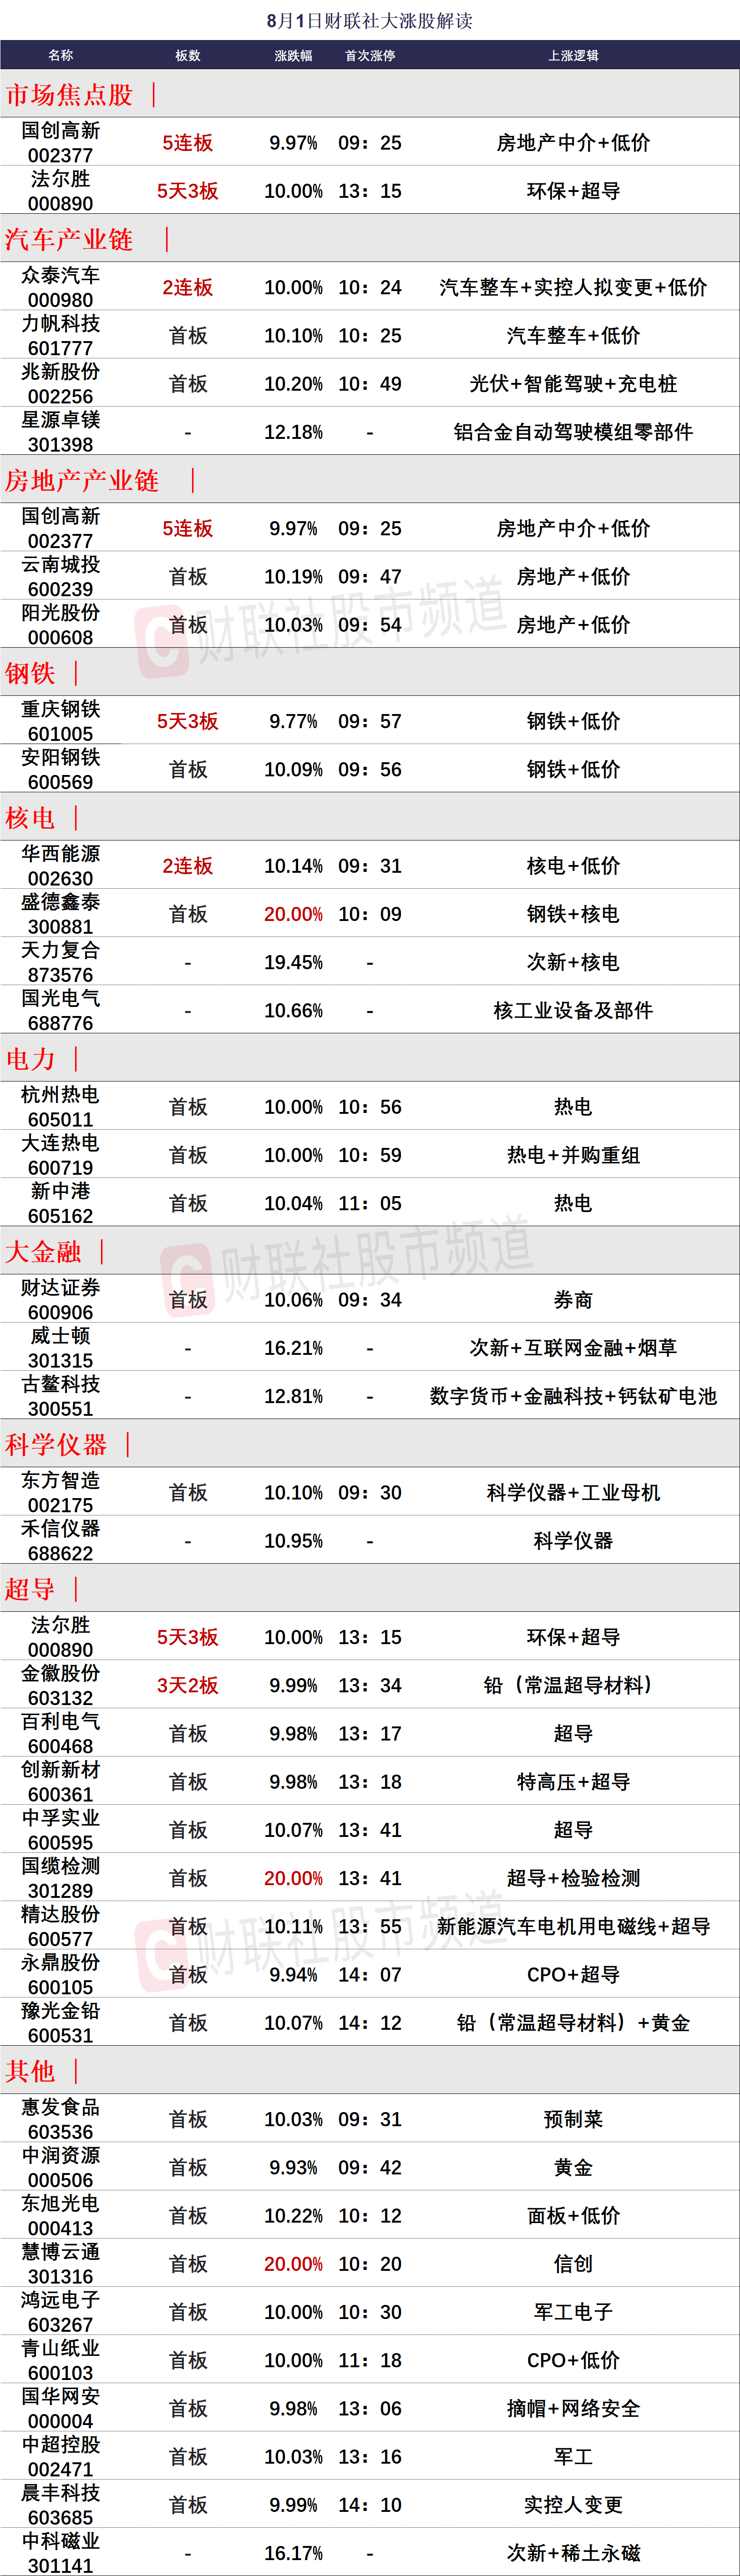 8月1日财联社大涨股解读
名称 板数 涨跌幅 首次涨停 上涨逻辑
市场焦点股
国创高新
002377 5连板 9.97% 09：25 房地产中介+低价
法尔胜
000890 5天3板 10.00% 13：15 环保+超导
汽车产业链
众泰汽车
000980 2连板 10.00% 10：24 汽车整车+实控人拟变更+低价
力帆科技
601777 首板 10.10% 10：25 汽车整车+低价
兆新股份
002256 首板 10.20% 10：49 光伏+智能驾驶+充电桩
星源卓镁
301398 - 12.18% - 铝合金自动驾驶模组零部件
房地产产业链
国创高新
002377 5连板 9.97% 09：25 房地产中介+低价
云南城投
600239 首板 10.19% 09：47 房地产+低价
阳光股份
000608 首板 10.03% 09：54 房地产+低价
财联社股市频道
钢铁
重庆钢铁
601005 5天3板 9.77% 09：57 钢铁+低价
安阳钢铁
600569 首板 10.09% 09：56 钢铁+低价
核电
华西能源
002630 2连板 10.14% 09：31 核电+低价
盛德鑫泰
300881 首板 20.00% 10：09 钢铁+核电
天力复合
873576 - 19.45% - 次新+核电
国光电气
688776 - 10.66% - 核工业设备及部件
电力
杭州热电
605011 首板 10.00% 10：56 热电
大连热电
600719 首板 10.00% 10：59 热电+并购重组
新中港
605162 首板 10.04% 11：05 热电
大金融
财联社股市频道
财达证券
600906 首板 10.06% 09：34 券商
威士顿
301315 - 16.21% - 次新+互联网金融+烟草
古鳌科技
300551 - 12.81% - 数字货币+金融科技+钙钛矿电池
科学仪器
东方智造
002175 首板 10.10% 09：30 科学仪器+工业母机
禾信仪器
688622 - 10.95% - 科学仪器
超导
法尔胜
000890 5天3板 10.00% 13：15 环保+超导
金徽股份
603132 3天2板 9.99% 13：34 铅（常温超导材料）
百利电气
600468 首板 9.98% 13：17 超导
创新新材
600361 首板 9.98% 13：18 特高压+超导
中孚实业
600595 首板 10.07% 13：41 超导
国缆检测
301289 首板 20.00% 13：41 超导+检验检测
精达股份
600577 首板 10.11% 13：55 新能源汽车电机用电磁线+超导
财联社股市频道
永鼎股份
600105 首板 9.94% 14：07 CPO+超导
豫光金铅
600531 首板 10.07% 14：12 铅（常温超导材料）+黄金
其他
惠发食品
603536 首板 10.03% 09：31 预制菜
中润资源
000506 首板 9.93% 09：42 黄金
东旭光电
000413 首板 10.22% 10：12 面板+低价
慧博云通
301316 首板 20.00% 10：20 信创
鸿远电子
603267 首板 10.00% 10：30 军工电子
青山纸业
600103 首板 10.00% 11：18 CPO+低价
国华网安
000004 首板 9.98% 13：06 摘帽+网络安全
中超控股
002471 首板 10.03% 13：16 军工
晨丰科技
603685 首板 9.99% 14：10 实控人变更
中科磁业
301141 - 16.17% - 次新+稀土永磁